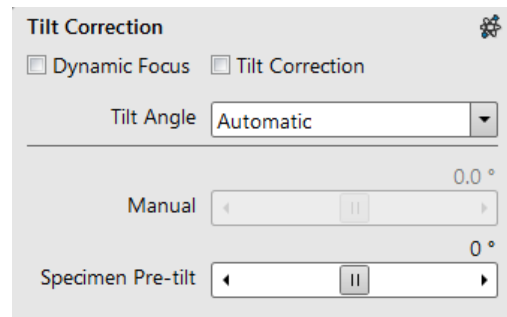 Tilt Correction
Dynamic Focus Tilt Correction
Tilt Angle Automatic
0.0 °
Manual
0 °
Specimen Pre-tilt